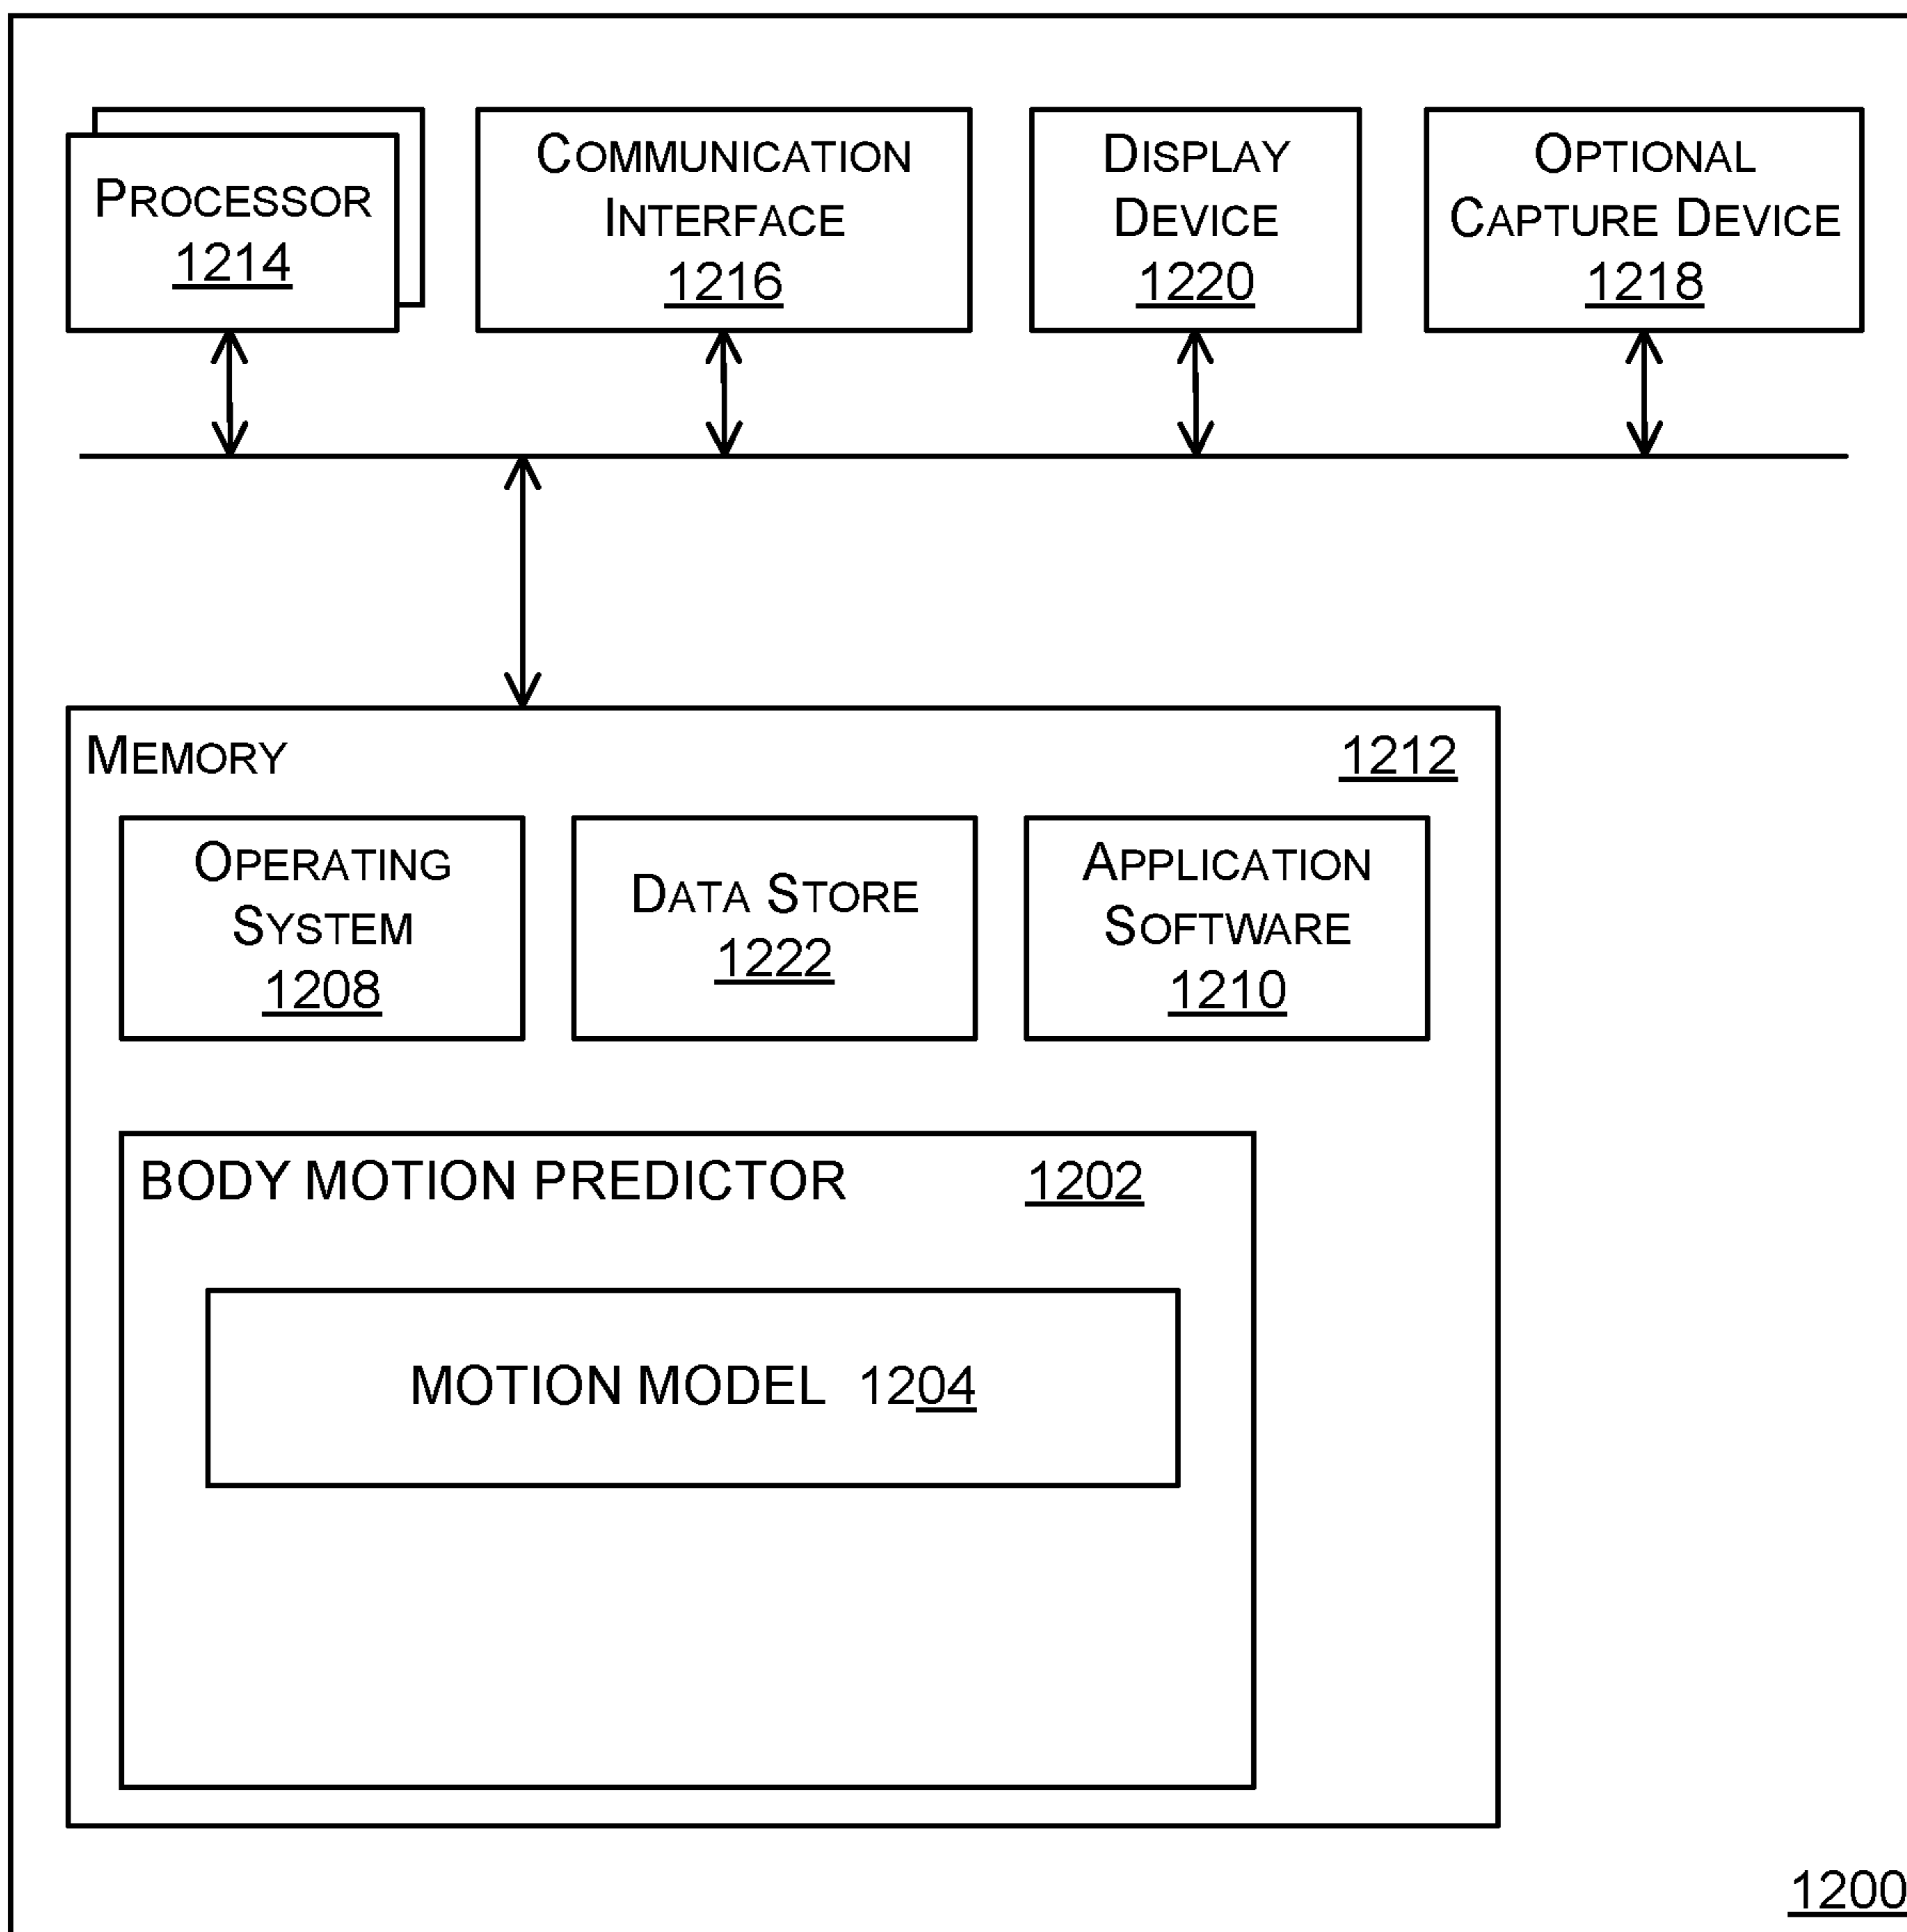 PROCESSOR
1214
COMMUNICATION
INTERFACE
1216
DISPLAY
DEVICE
1220
OPTIONAL
CAPTURE DEVICE
1218
MEMORY 1212
OPERATING
SYSTEM
1208
DATA STORE
1222
APPLICATION
SOFTWARE
1210
BODY MOTION PREDICTOR 1202
MOTION MODEL 1204
1200